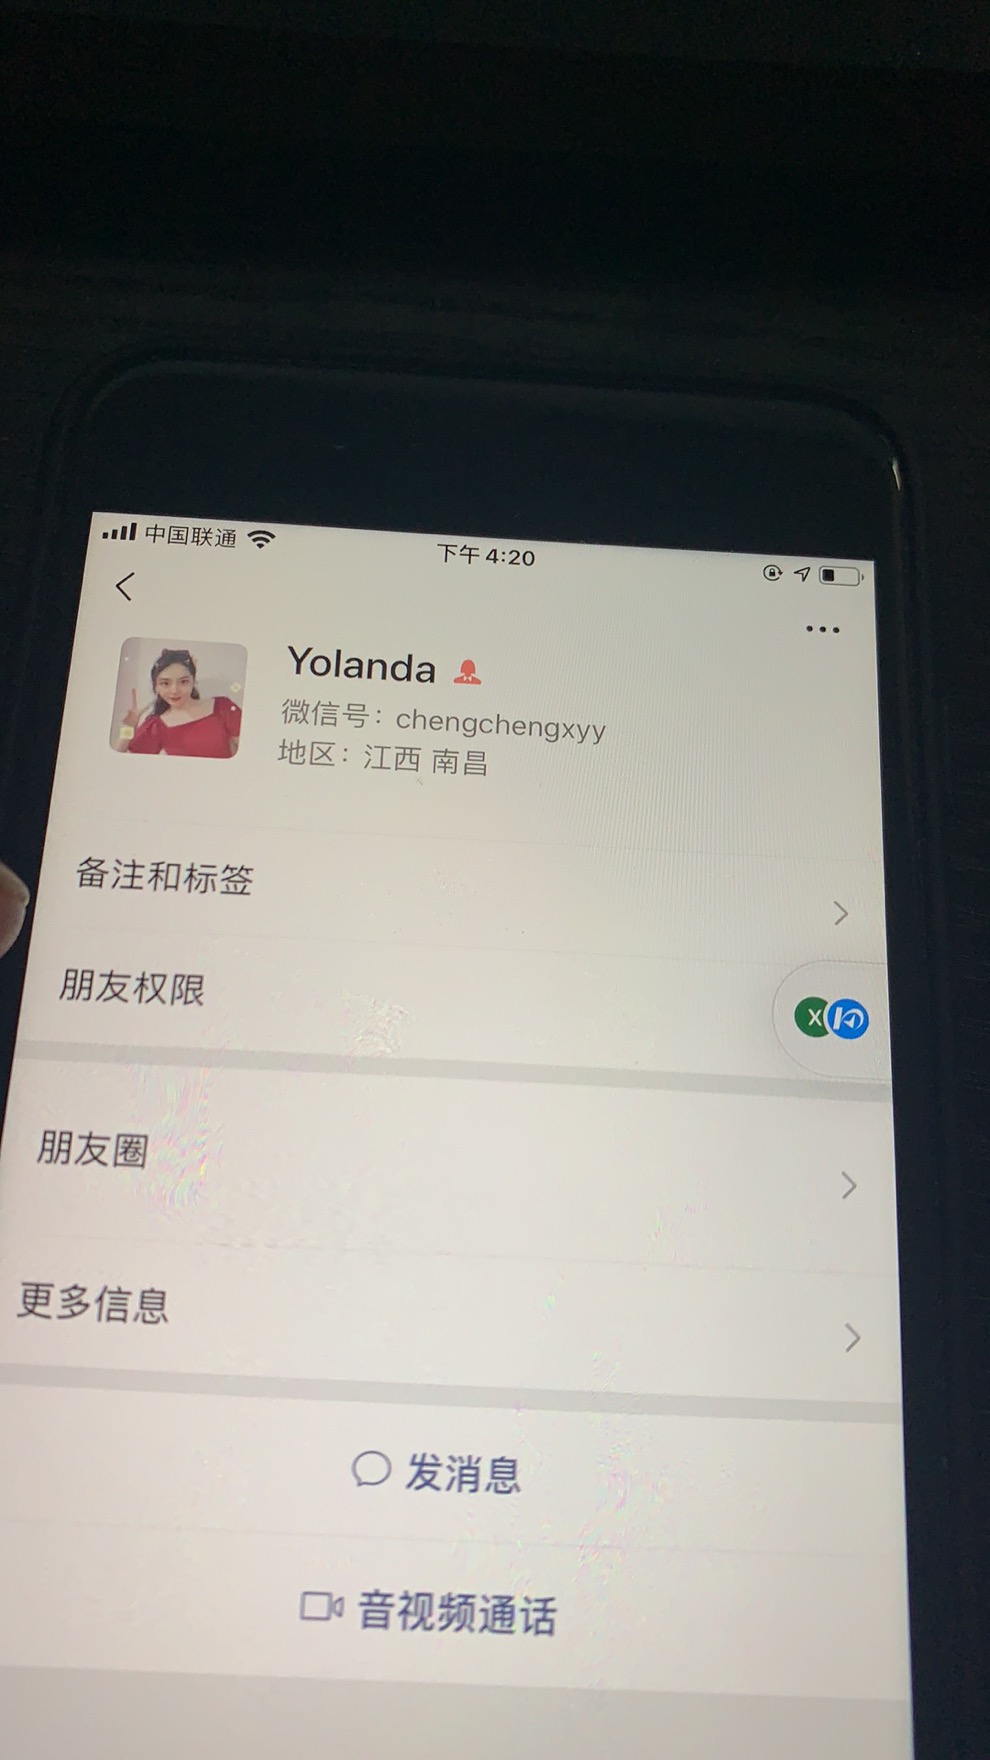 中国联通
下午4:20
Yolanda
微信号：chengchengxyy
地区：江西 南昌
备注和标签
朋友权限
X
朋友圈
更多信息
发消息
音视频通话